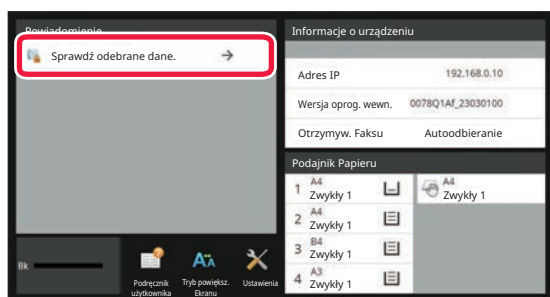 Powiadomienie
Sprawdź odebrane dane.
Informacje o urządzeniu
Adres IP 192.168.0.10
Wersja oprog. wewn. 0078Q1Af_23030100
Otrzymyw. Faksu Autoodbieranie
Podajnik Papieru
1 A4
Zwykły 1
A4
Zwykły 1
2 A4
Zwykły 1
3 B4
Zwykły 1
4 A3
Zwykły 1
Bk
Podręcznik
użytkownika
Tryb powiększ.
Ekranu
Ustawienia